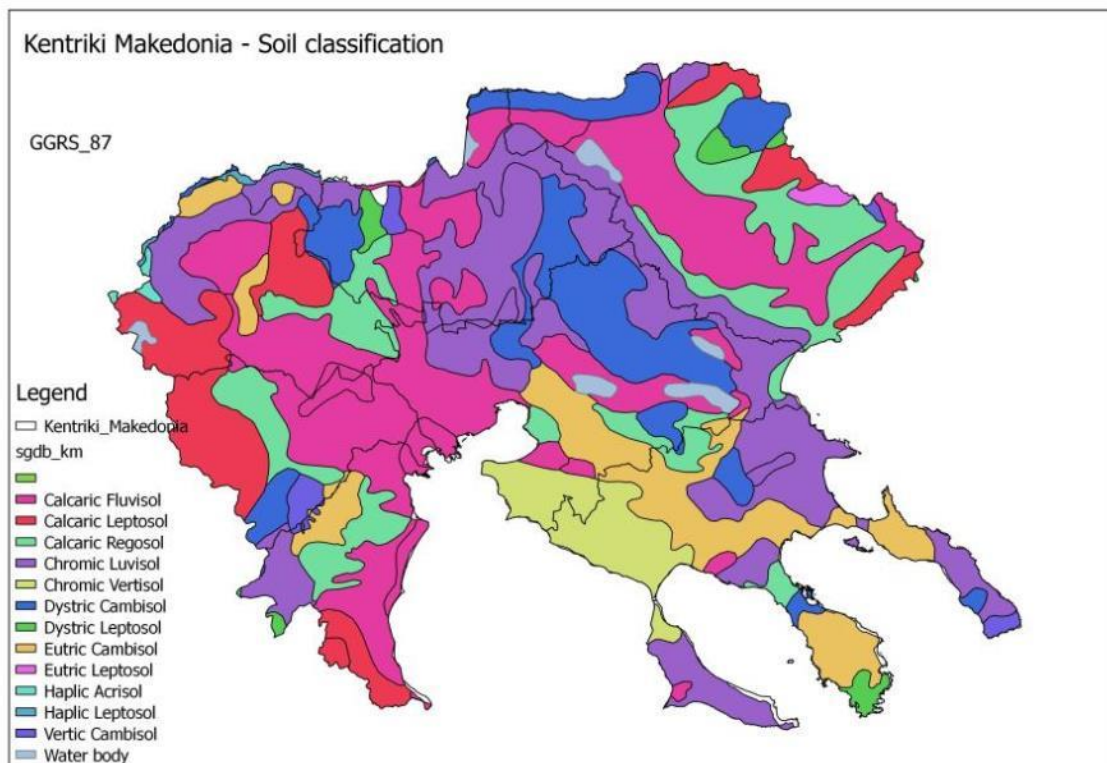 Kentriki Makedonia - Soil classification
GGRS_87
Legend
Kentriki_Makedonia
sgdb_km
Calcaric Fluvisol
Calcaric Leptosol
Calcaric Regosol
Chromic Luvisol
Chromic Vertisol
Dystric Cambisol
Dystric Leptosol
Eutric Cambisol
Eutric Leptosol
Haplic Acrisol
Haplic Leptosol
Vertic Cambisol
Water body